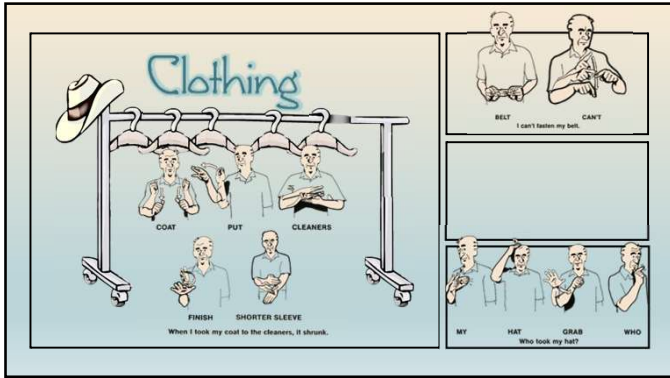 Clothing
COAT PUT CLEANERS
FINISH SHORTER SLEEVE
When I took my coat to the cleaners, it shrunk.
BELT CAN'T
I can't fasten my belt.
MY HAT GRAB WHO
Who took my hat?